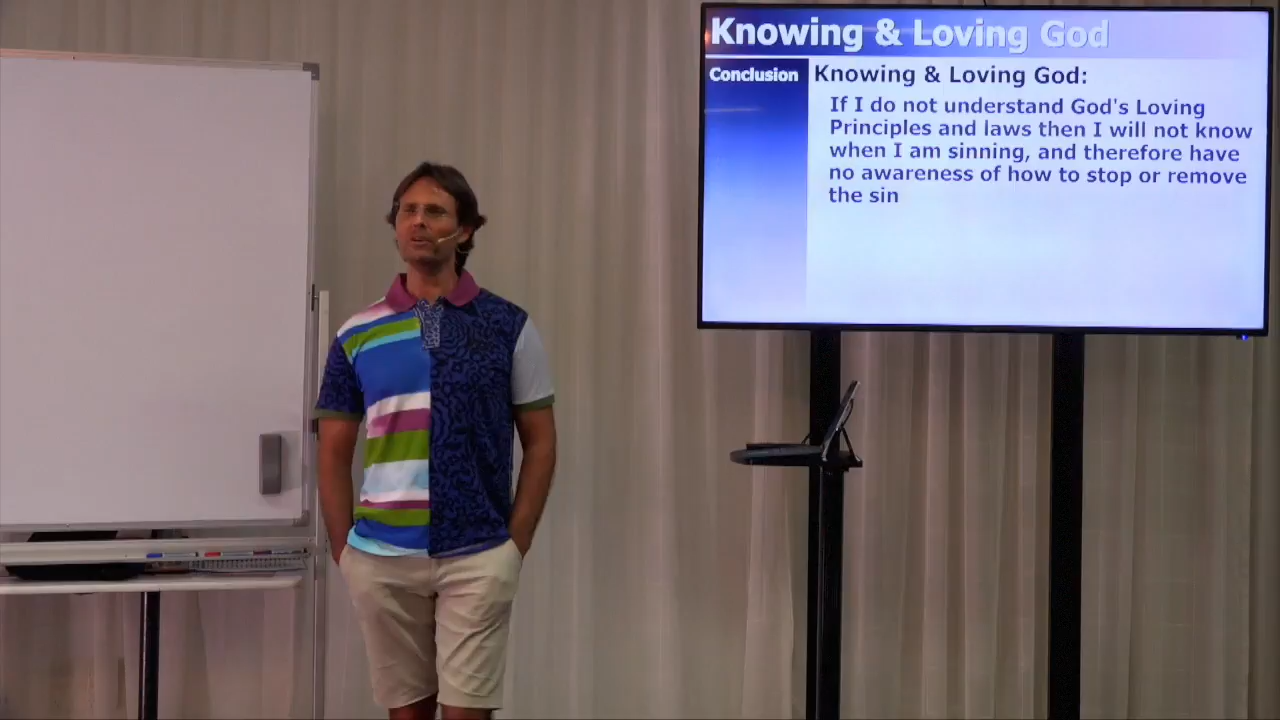 Knowing & Loving God
Conclusion
Knowing & Loving God:
If I do not understand God's Loving
Principles and laws then I will not know
when I am sinning, and therefore have
no awareness of how to stop or remove
the sin